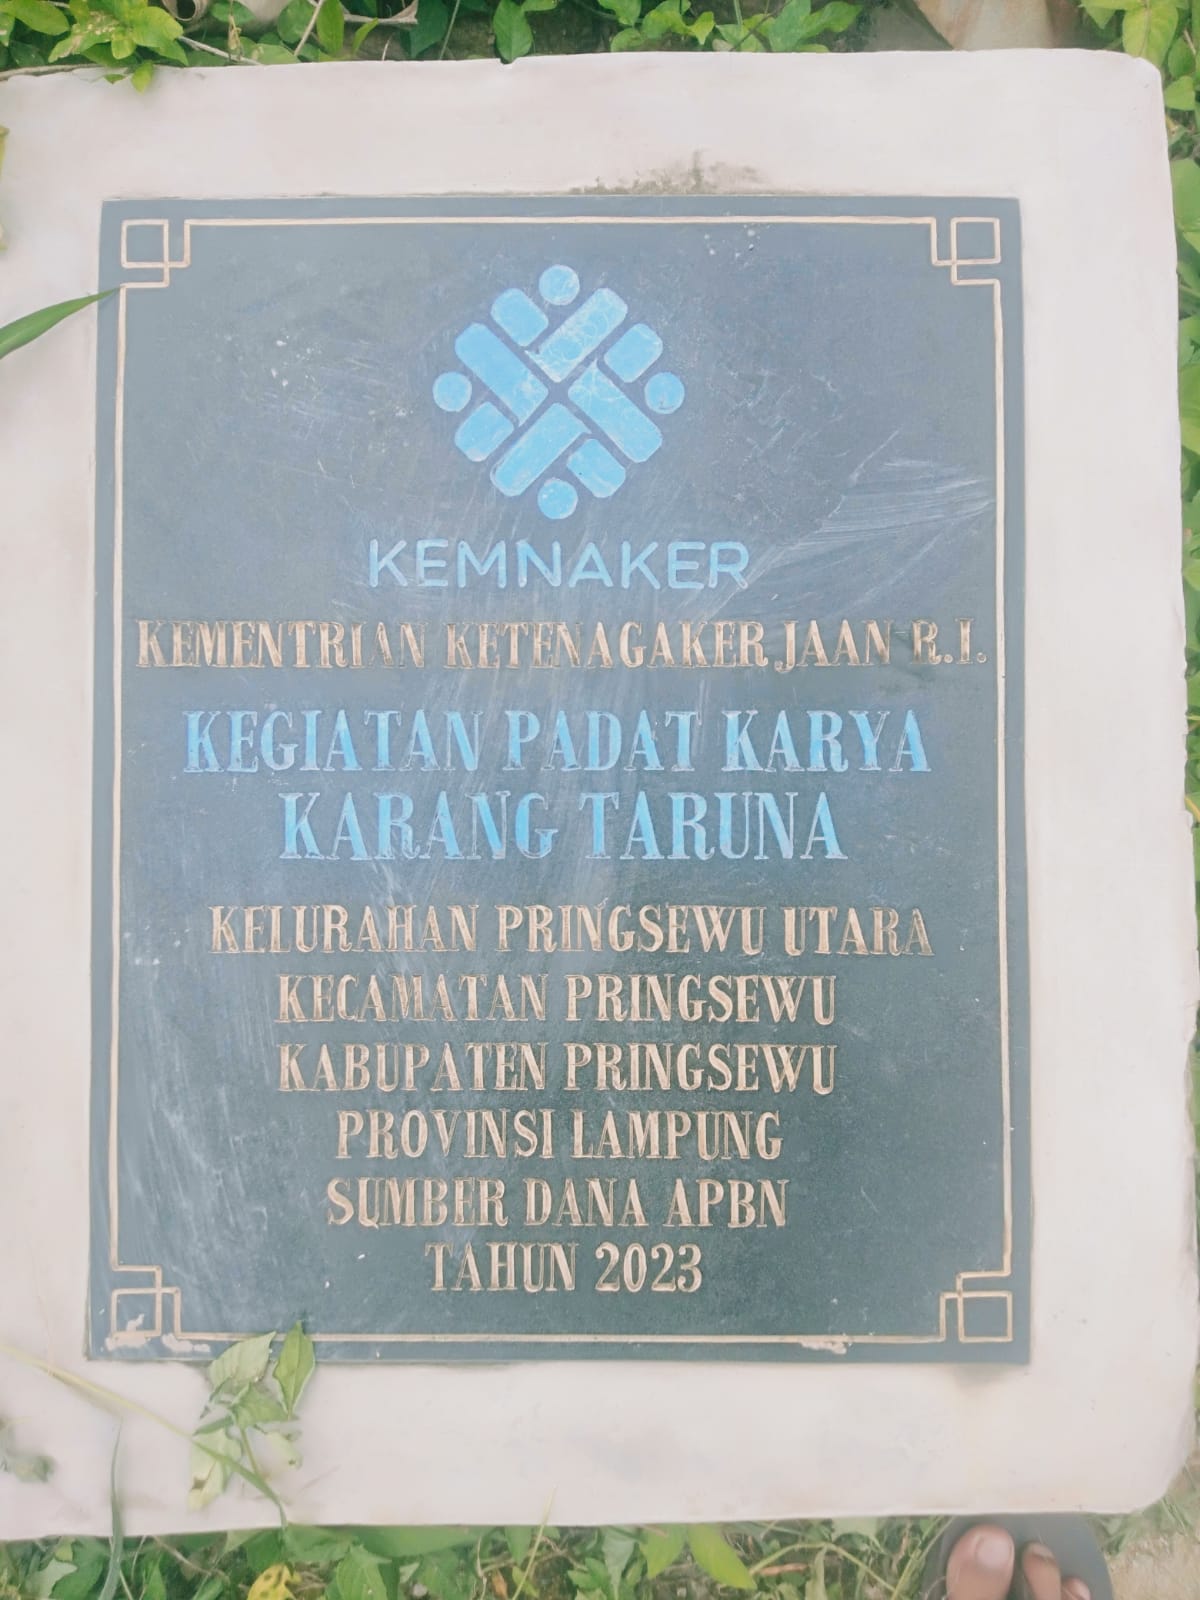 KEMNAKER
KEMENTRIAN KETENAGAKERJAAN R.I.
KEGIATAN PADAT KARYA
KARANG TARUNA
KELURAHAN PRINGSEWU UTARA
KECAMATAN PRINGSEWU
KABUPATEN PRINGSEWU
PROVINSI LAMPUNG
SUMBER DANA APBN
TAHUN 2023